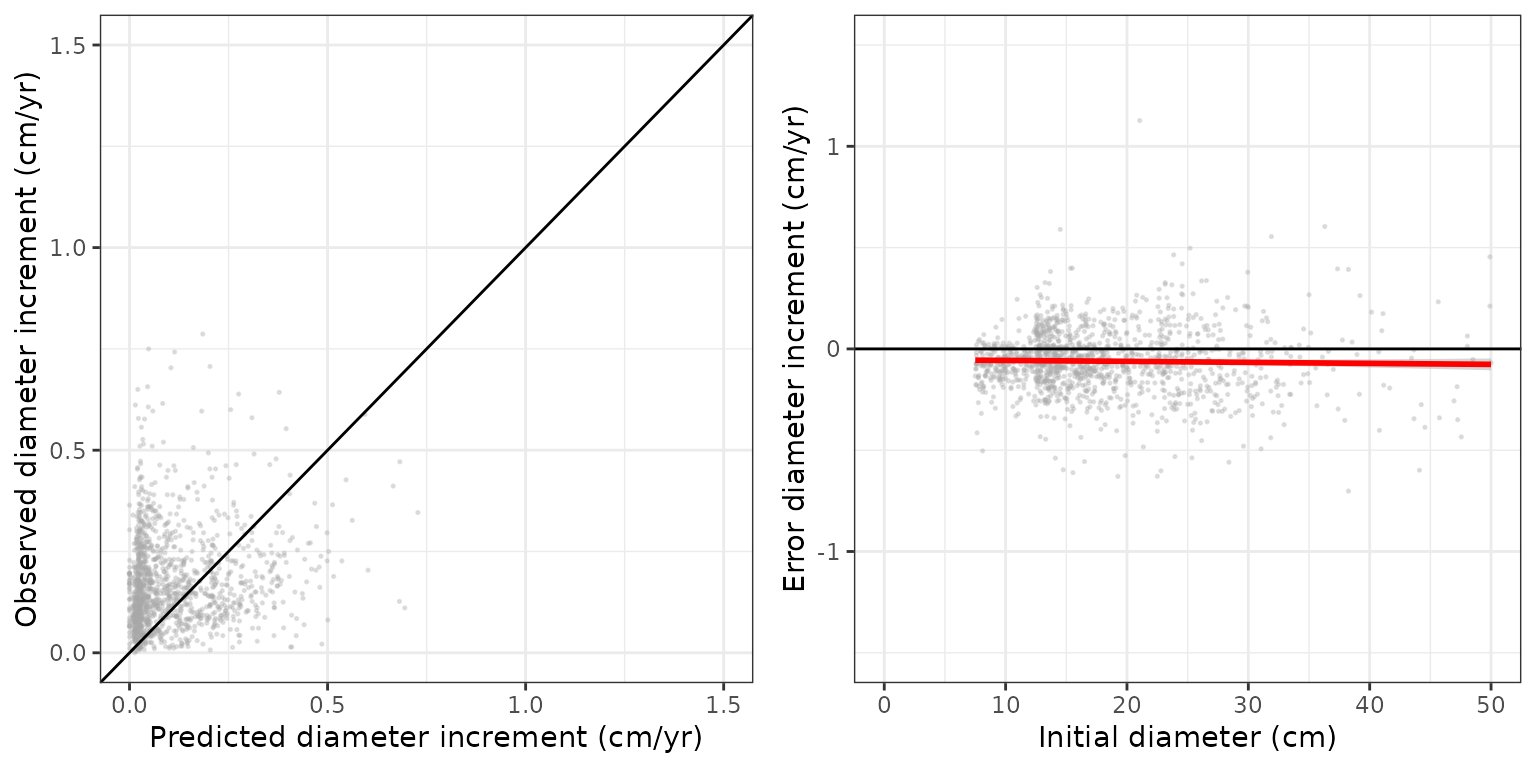 Observed diameter increment (cm/yr)
1.5
1.0
0.5
0.0
0.0 0.5 1.0 1.5
Predicted diameter increment (cm/yr)
Error diameter increment (cm/yr)
1
0
-1
0 10 20 30 40 50
Initial diameter (cm)